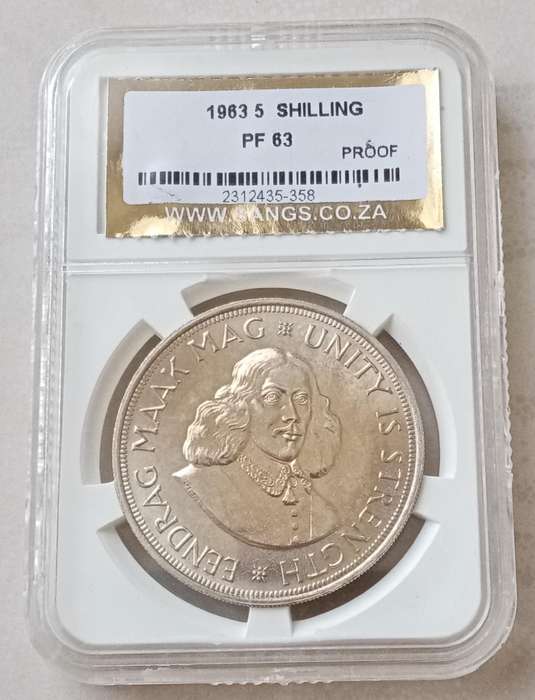 1963 5 SHILLING
PF 63
PROOF
2312435-358
WWW.SANGS.CO.ZA
EENDRAG MAAK MAG ※ UNITY IS STRENGTH ※